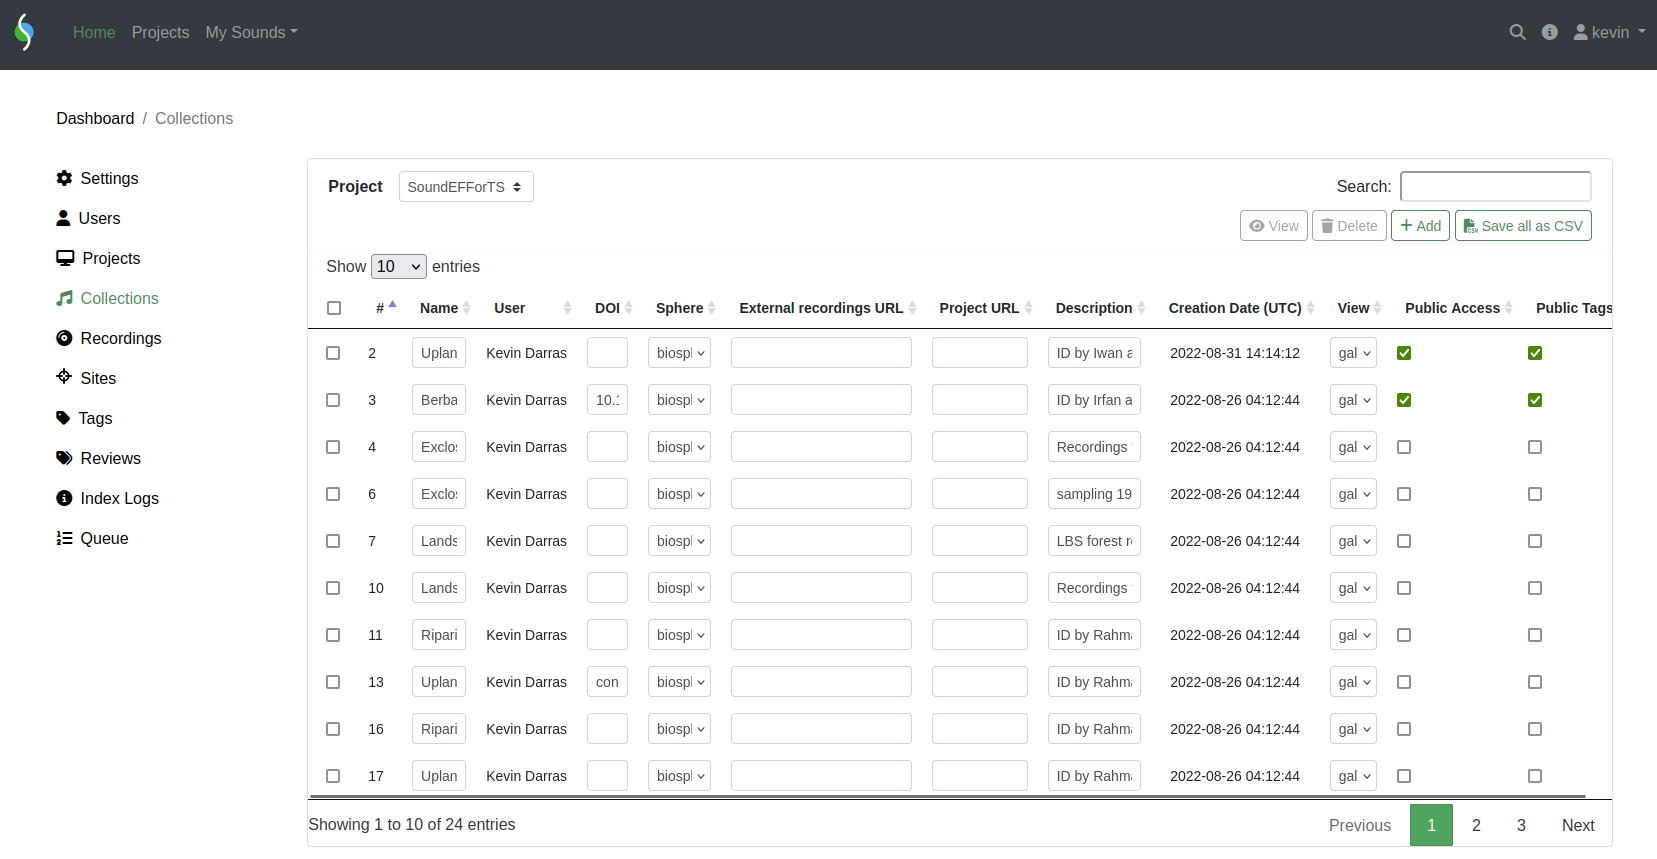 Home Projects My Sounds kevin
Dashboard / Collections
Settings
Users
Projects
Collections
Recordings
Sites
Tags
Reviews
Index Logs
Queue
Project SoundEFForTS Search:
View Delete Add Save all as CSV
Show 10 entries
# Name User DOI Sphere External recordings URL Project URL Description Creation Date (UTC) View Public Access Public Tags
2 Uplan Kevin Darras biospl ID by Iwan a 2022-08-31 14:14:12 gal
3 Berba Kevin Darras 10.1 biospl ID by Irfan a 2022-08-26 04:12:44 gal
4 Exclos Kevin Darras biospl Recordings 2022-08-26 04:12:44 gal
6 Exclos Kevin Darras biospl sampling 19 2022-08-26 04:12:44 gal
7 Lands Kevin Darras biospl LBS forest re 2022-08-26 04:12:44 gal
10 Lands Kevin Darras biospl Recordings 2022-08-26 04:12:44 gal
11 Ripari Kevin Darras biospl ID by Rahma 2022-08-26 04:12:44 gal
13 Uplan Kevin Darras con biospl ID by Rahma 2022-08-26 04:12:44 gal
16 Ripari Kevin Darras biospl ID by Rahma 2022-08-26 04:12:44 gal
17 Uplan Kevin Darras biospl ID by Rahma 2022-08-26 04:12:44 gal
Showing 1 to 10 of 24 entries Previous 1 2 3 Next